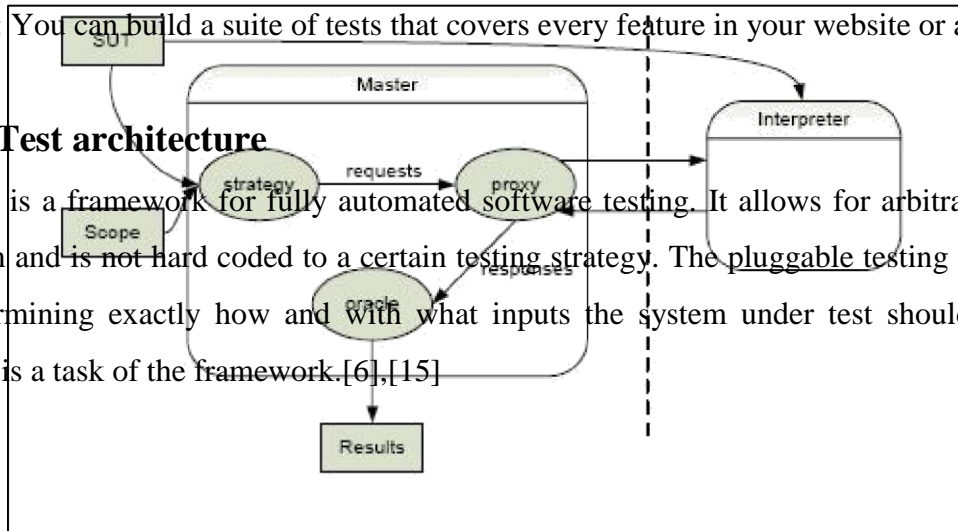 You can build a suite of tests that covers every feature in your website or a
SUT
Master
Interpreter
Test architecture
strategy
requests
proxy
is a framework for fully automated software testing. It allows for arbitra
Scope
and is not hard coded to a certain testing strategy. The pluggable testing
responses
oracle
rmining exactly how and with what inputs the system under test shoul
is a task of the framework.[6],[15]
Results